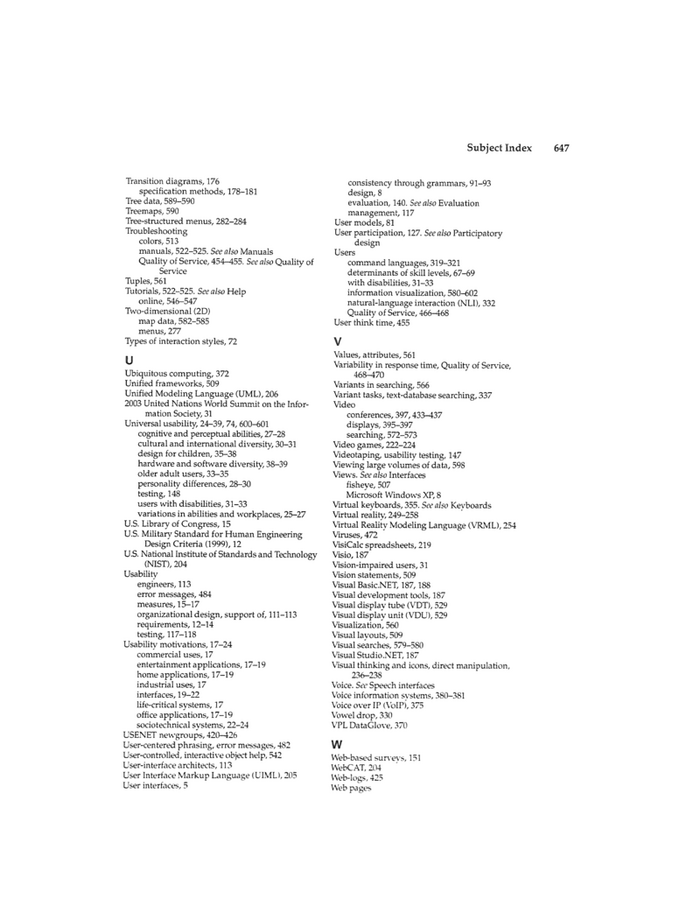 Subject Index 647
Transition diagrams, 176
specification methods, 178–181
Tree data, 589–590
Treemaps, 590
Tree-structured menus, 282–284
Troubleshooting
colors, 513
manuals, 522–525. See also Manuals
Quality of Service, 454–455. See also Quality of
Service
Tuples, 561
Tutorials, 522–525. See also Help
online, 546–547
Two-dimensional (2D)
map data, 582–585
menus, 277
Types of interaction styles, 72
U
Ubiquitous computing, 372
Unified frameworks, 509
Unified Modeling Language (UML), 206
2003 United Nations World Summit on the Infor-
mation Society, 31
Universal usability, 24–39, 74, 600–601
cognitive and perceptual abilities, 27–28
cultural and international diversity, 30–31
design for children, 35–38
hardware and software diversity, 38–39
older adult users, 33–35
personality differences, 28–30
testing, 148
users with disabilities, 31–33
variations in abilities and workplaces, 25–27
U.S. Library of Congress, 15
U.S. Military Standard for Human Engineering
Design Criteria (1999), 12
U.S. National Institute of Standards and Technology
(NIST), 204
Usability
engineers, 113
error messages, 484
measures, 15–17
organizational design, support of, 111–113
requirements, 12–14
testing, 117–118
Usability motivations, 17–24
commercial uses, 17
entertainment applications, 17–19
home applications, 17–19
industrial uses, 17
interfaces, 19–22
life-critical systems, 17
office applications, 17–19
sociotechnical systems, 22–24
USENET newgroups, 420–426
User-centered phrasing, error messages, 482
User-controlled, interactive object help, 542
User-interface architects, 113
User Interface Markup Language (UIML), 205
User interfaces, 5
consistency through grammars, 91–93
design, 8
evaluation, 140. See also Evaluation
management, 117
User models, 81
User participation, 127. See also Participatory
design
Users
command languages, 319–321
determinants of skill levels, 67–69
with disabilities, 31–33
information visualization, 580–602
natural-language interaction (NLI), 332
Quality of Service, 466–468
User think time, 455
V
Values, attributes, 561
Variability in response time, Quality of Service,
468–470
Variants in searching, 566
Variant tasks, text-database searching, 337
Video
conferences, 397, 433–437
displays, 395–397
searching, 572–573
Video games, 222–224
Videotaping, usability testing, 147
Viewing large volumes of data, 598
Views. See also Interfaces
fisheye, 507
Microsoft Windows XP, 8
Virtual keyboards, 355. See also Keyboards
Virtual reality, 249–258
Virtual Reality Modeling Language (VRML), 254
Viruses, 472
VisiCalc spreadsheets, 219
Visio, 187
Vision-impaired users, 31
Vision statements, 509
Visual Basic.NET, 187, 188
Visual development tools, 187
Visual display tube (VDT), 529
Visual display unit (VDU), 529
Visualization, 560
Visual layouts, 509
Visual searches, 579–580
Visual Studio.NET, 187
Visual thinking and icons, direct manipulation,
236–238
Voice. See Speech interfaces
Voice information systems, 380–381
Voice over IP (VoIP), 375
Vowel drop, 330
VPL DataGlove, 370
W
Web-based surveys, 151
WebCAT, 204
Web-logs, 425
Web pages